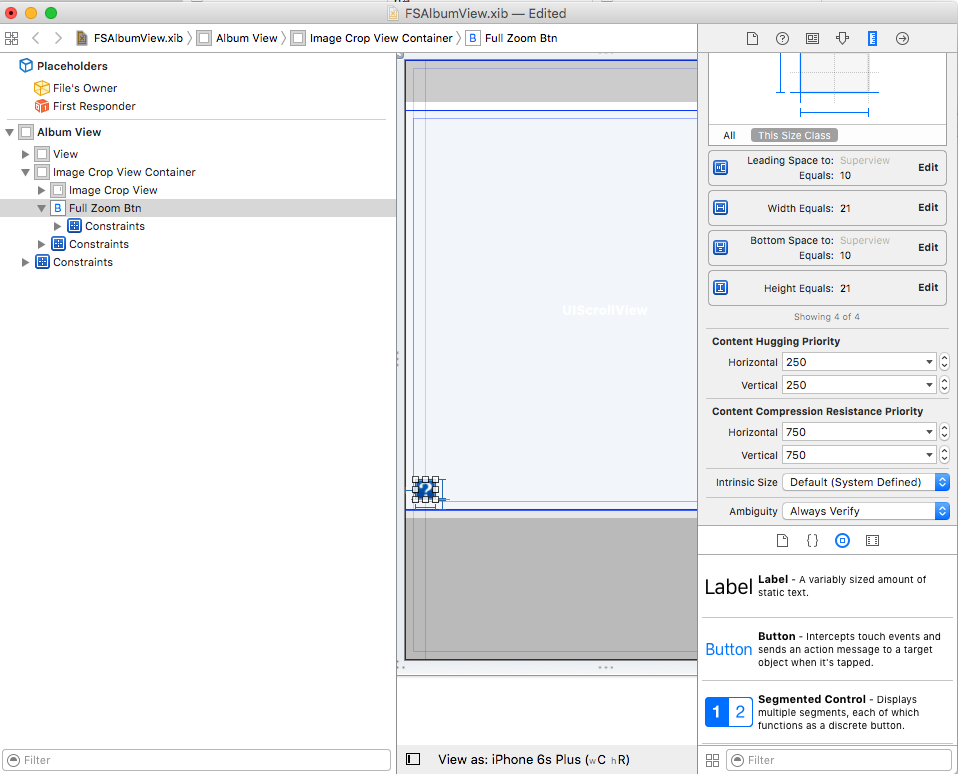 FSAlbumView.xib — Edited
FSAlbumView.xib
Album View
Image Crop View Container
B Full Zoom Btn
Placeholders
File's Owner
First Responder
Album View
View
Image Crop View Container
Image Crop View
B Full Zoom Btn
Constraints
Constraints
Constraints
Filter
UIScrollView
?
View as: iPhone 6s Plus (wC hR)
All This Size Class
Leading Space to: Superview
Equals: 10
Edit
Width Equals: 21 Edit
Bottom Space to: Superview
Equals: 10
Edit
Height Equals: 21 Edit
Showing 4 of 4
Content Hugging Priority
Horizontal 250
Vertical 250
Content Compression Resistance Priority
Horizontal 750
Vertical 750
Intrinsic Size Default (System Defined)
Ambiguity Always Verify
{}
Label Label - A variably sized amount of
static text.
Button Button - Intercepts touch events and
sends an action message to a target
object when it's tapped.
1 2 Segmented Control - Displays
multiple segments, each of which
functions as a discrete button.
Filter